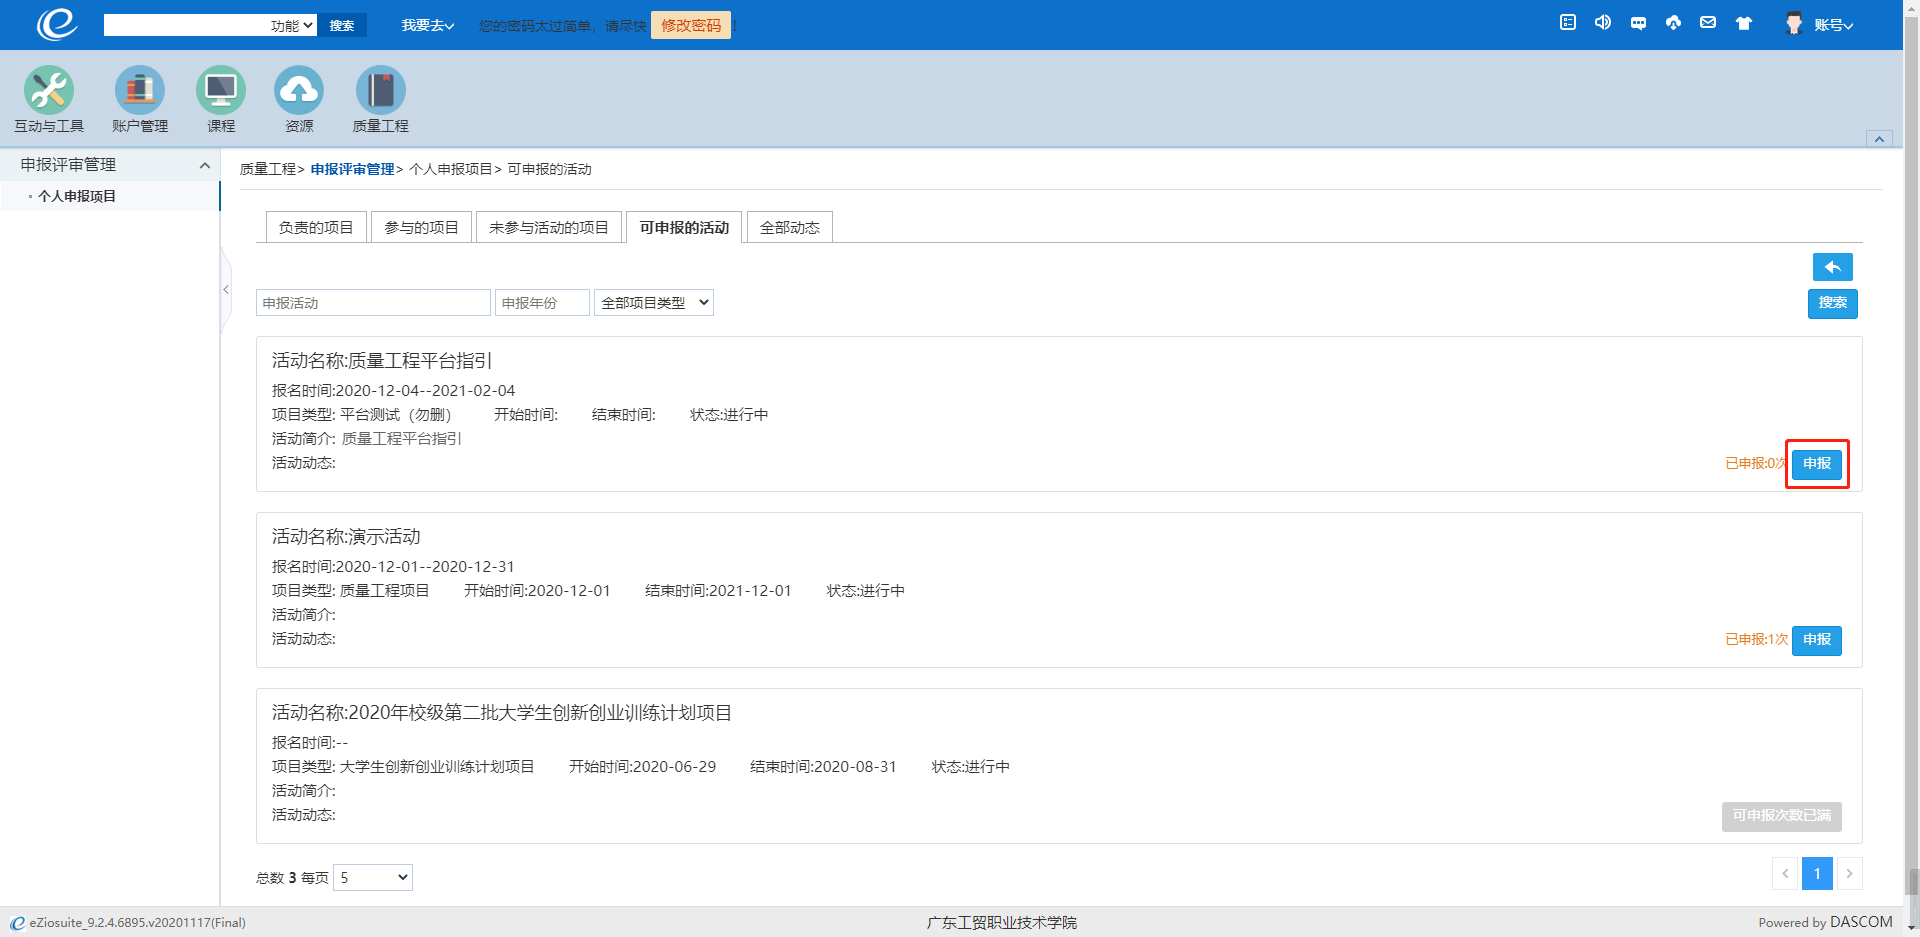 功能 搜索 我要去 您的密码太过简单，请尽快 修改密码 ! 账号
互动与工具 账户管理 课程 资源 质量工程
申报评审管理
个人申报项目
质量工程> 申报评审管理> 个人申报项目> 可申报的活动
负责的项目 参与的项目 未参与活动的项目 可申报的活动 全部动态
申报活动 申报年份 全部项目类型 搜索
活动名称:质量工程平台指引
报名时间:2020-12-04--2021-02-04
项目类型: 平台测试（勿删） 开始时间: 结束时间: 状态:进行中
活动简介: 质量工程平台指引
活动动态: 已申报:0次 申报
活动名称:演示活动
报名时间:2020-12-01--2020-12-31
项目类型: 质量工程项目 开始时间:2020-12-01 结束时间:2021-12-01 状态:进行中
活动简介:
活动动态: 已申报:1次 申报
活动名称:2020年校级第二批大学生创新创业训练计划项目
报名时间:--
项目类型: 大学生创新创业训练计划项目 开始时间:2020-06-29 结束时间:2020-08-31 状态:进行中
活动简介:
活动动态: 可申报次数已满
总数 3 每页 5 < 1 >
eZiosuite_9.2.4.6895.v20201117(Final) 广东工贸职业技术学院 Powered by DASCOM